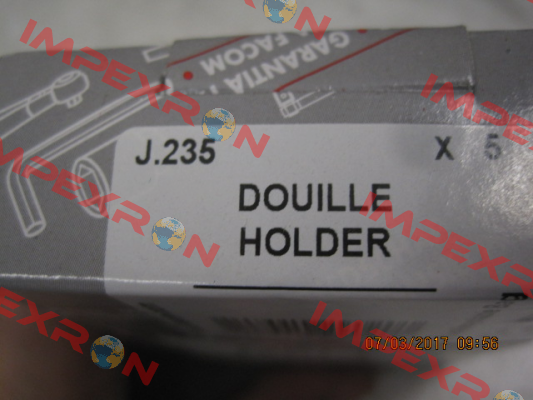 GARANTIA
FACOM
J.235 X 5
DOUILLE
HOLDER
07/03/2017 09:56
IMPEXRON
IMPEXRON
IMPEXRON
IMPEXRON
IMPEXRON